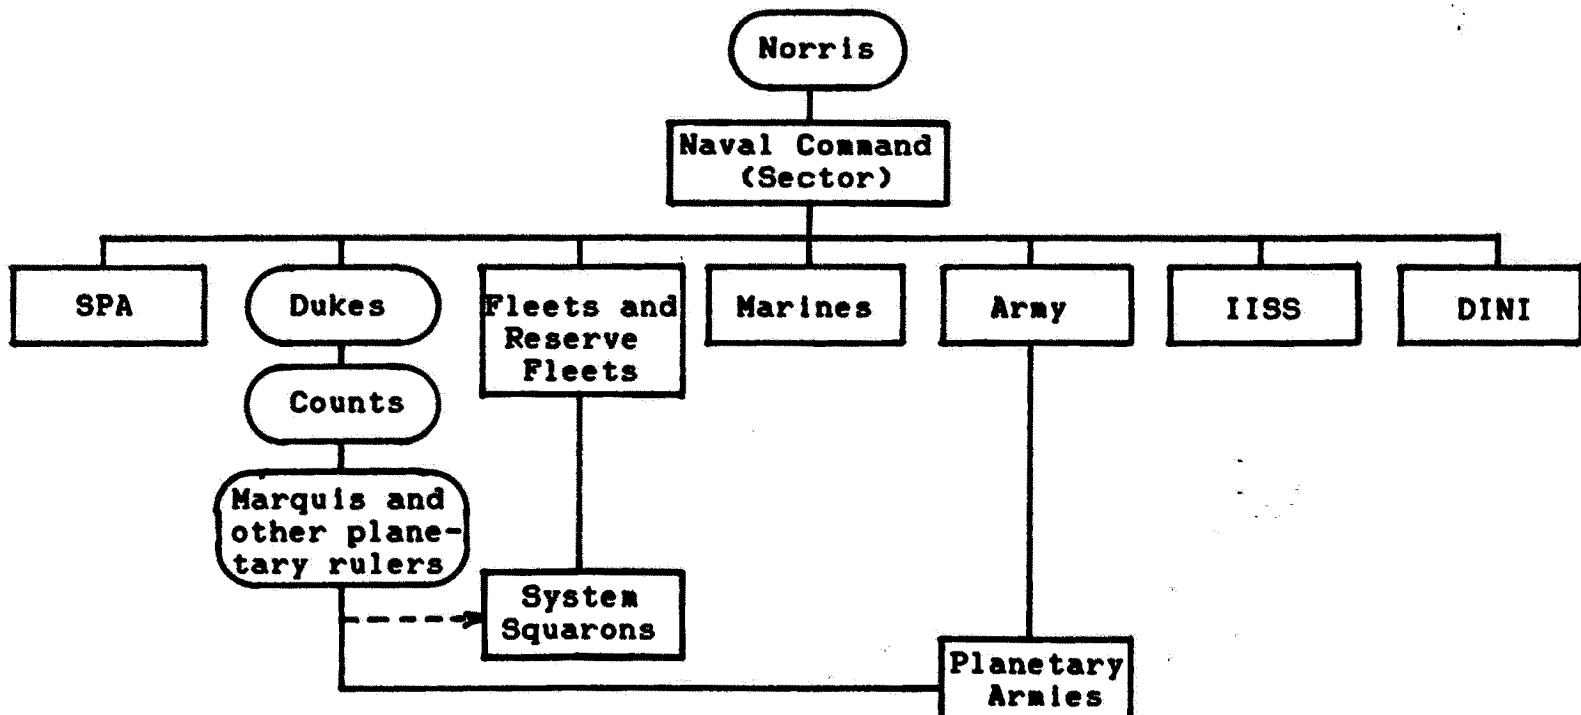 Norris
Naval Command
(Sector)
SPA
Dukes
Fleets and
Reserve
Fleets
Marines
Army
IISS
DINI
Counts
Marquis and
other plane-
tary rulers
System
Squarons
Planetary
Armies